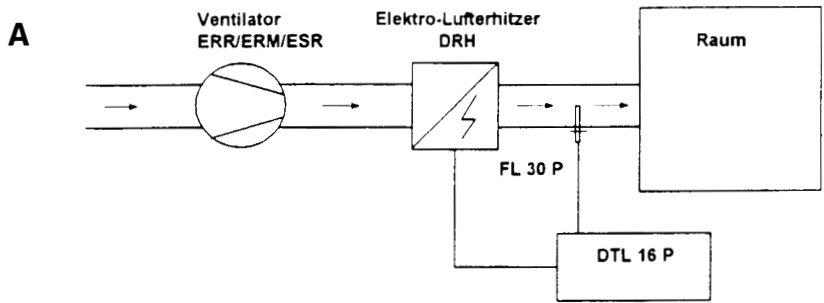 A
Ventilator
ERR/ERM/ESR
Elektro-Lufterhitzer
DRH
Raum
FL 30 P
DTL 16 P